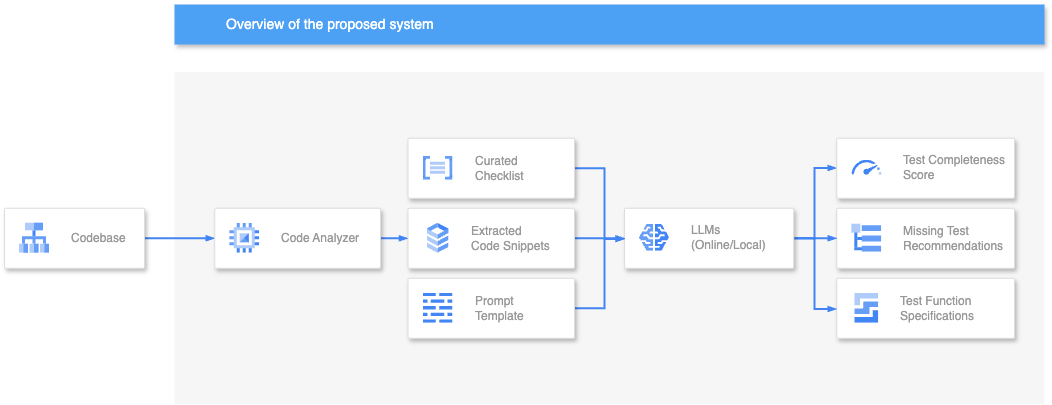 Overview of the proposed system
Codebase
Code Analyzer
Curated
Checklist
Extracted
Code Snippets
Prompt
Template
LLMs
(Online/Local)
Test Completeness
Score
Missing Test
Recommendations
Test Function
Specifications